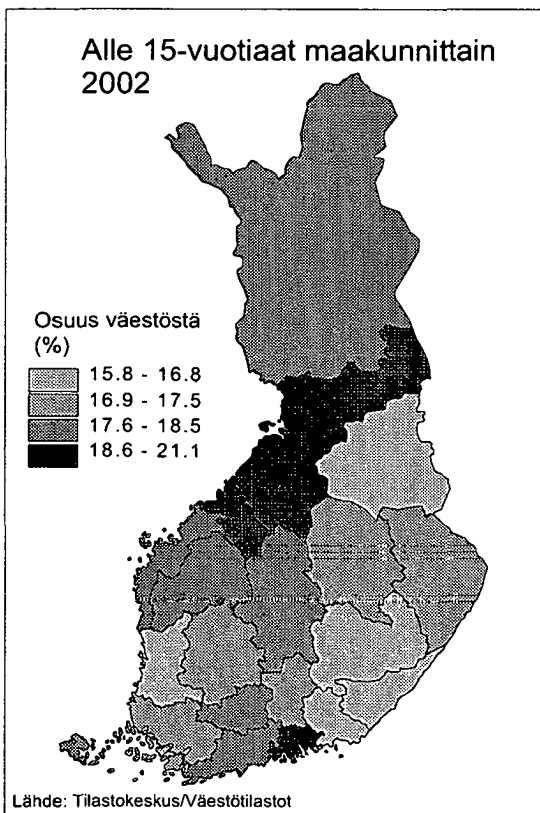 Alle 15-vuotiaat maakunnittain
2002
Osuus väestöstä
(%)
15.8 - 16.8
16.9 - 17.5
17.6 - 18.5
18.6 - 21.1
Lähde: Tilastokeskus/Väestötilastot